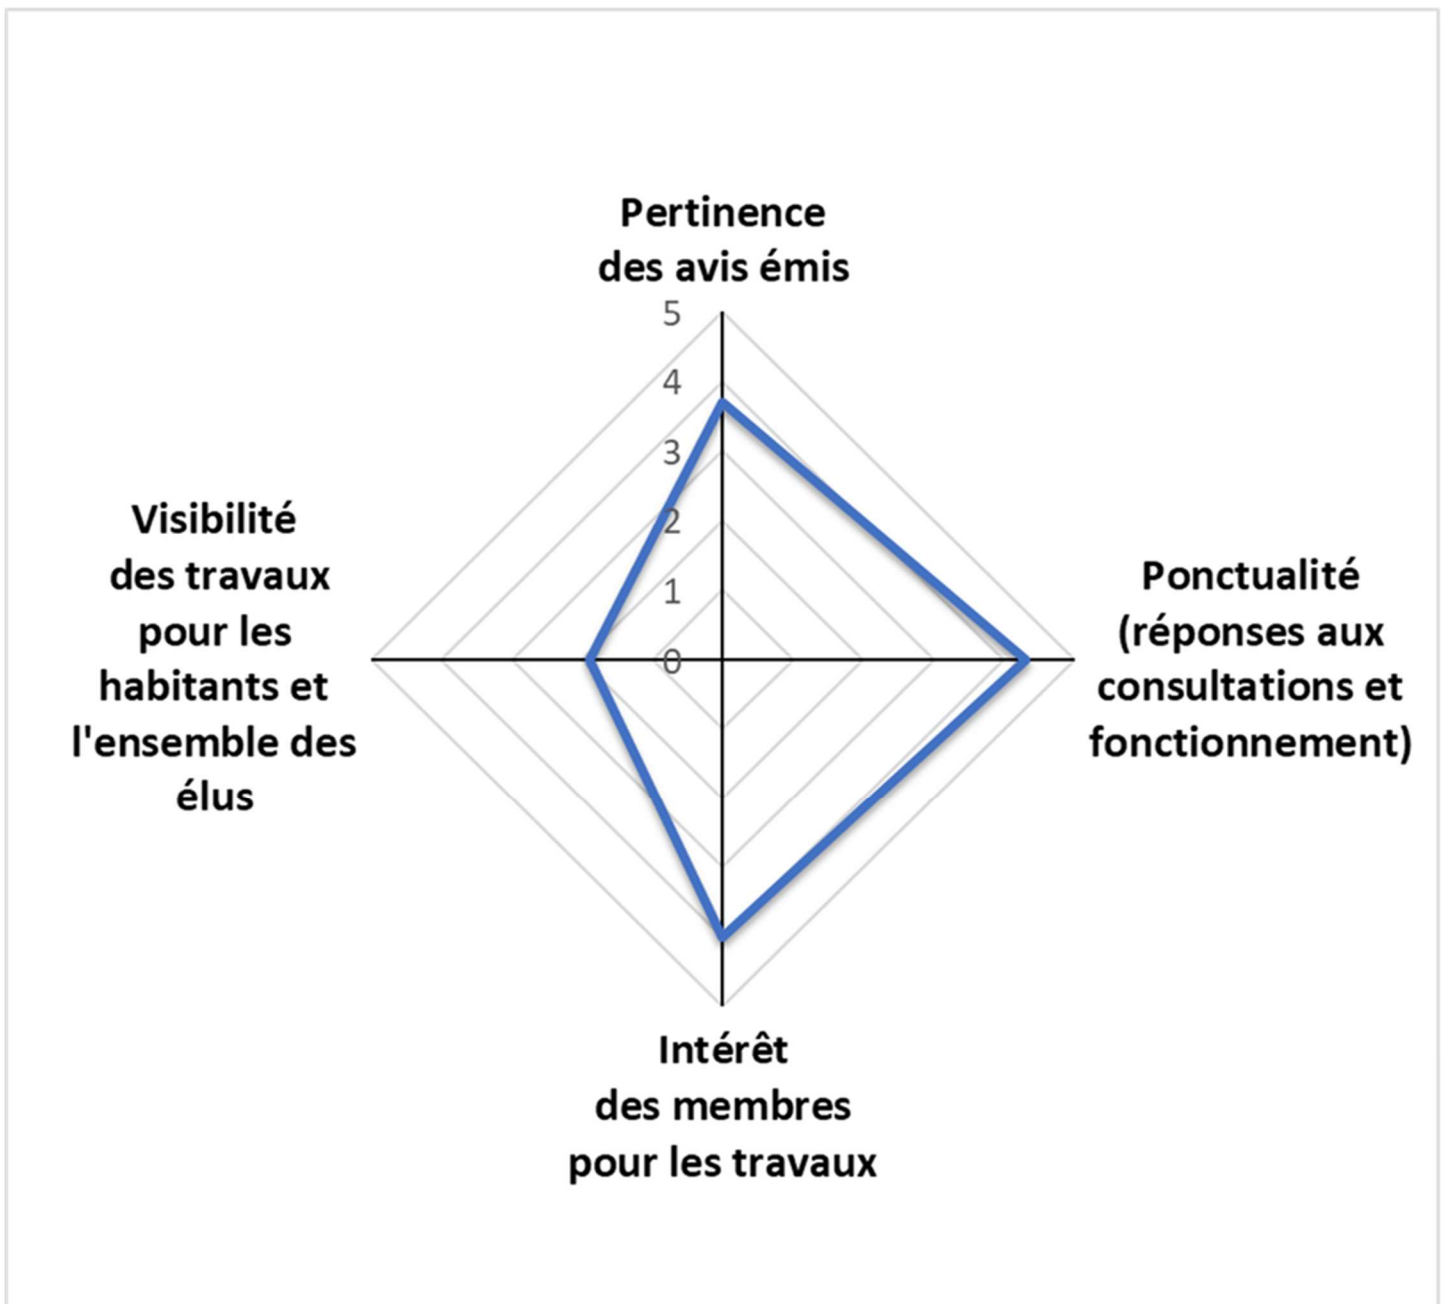 Pertinence
des avis émis
5
4
3
2
1
0
Visibilité
des travaux
pour les
habitants et
l'ensemble des
élus
Ponctualité
(réponses aux
consultations et
fonctionnement)
Intérêt
des membres
pour les travaux